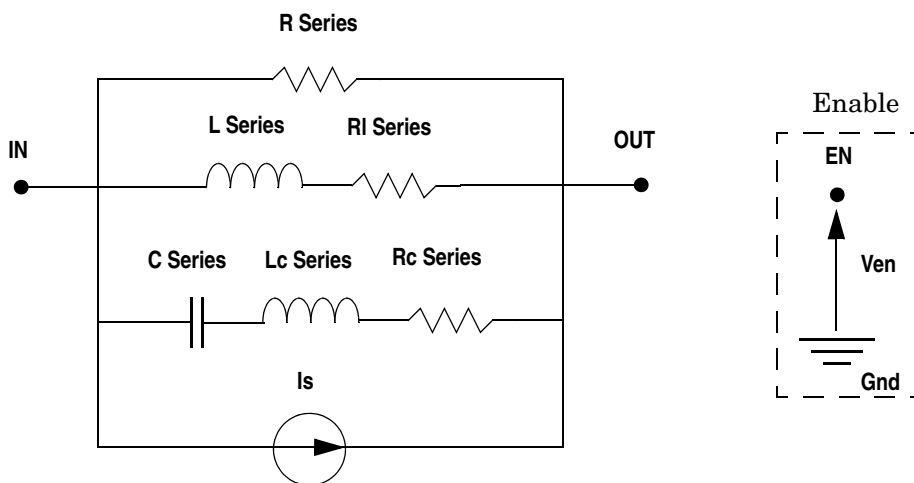 R Series
L Series
Rl Series
IN
OUT
Enable
EN
C Series
Lc Series
Rc Series
Ven
Is
Gnd